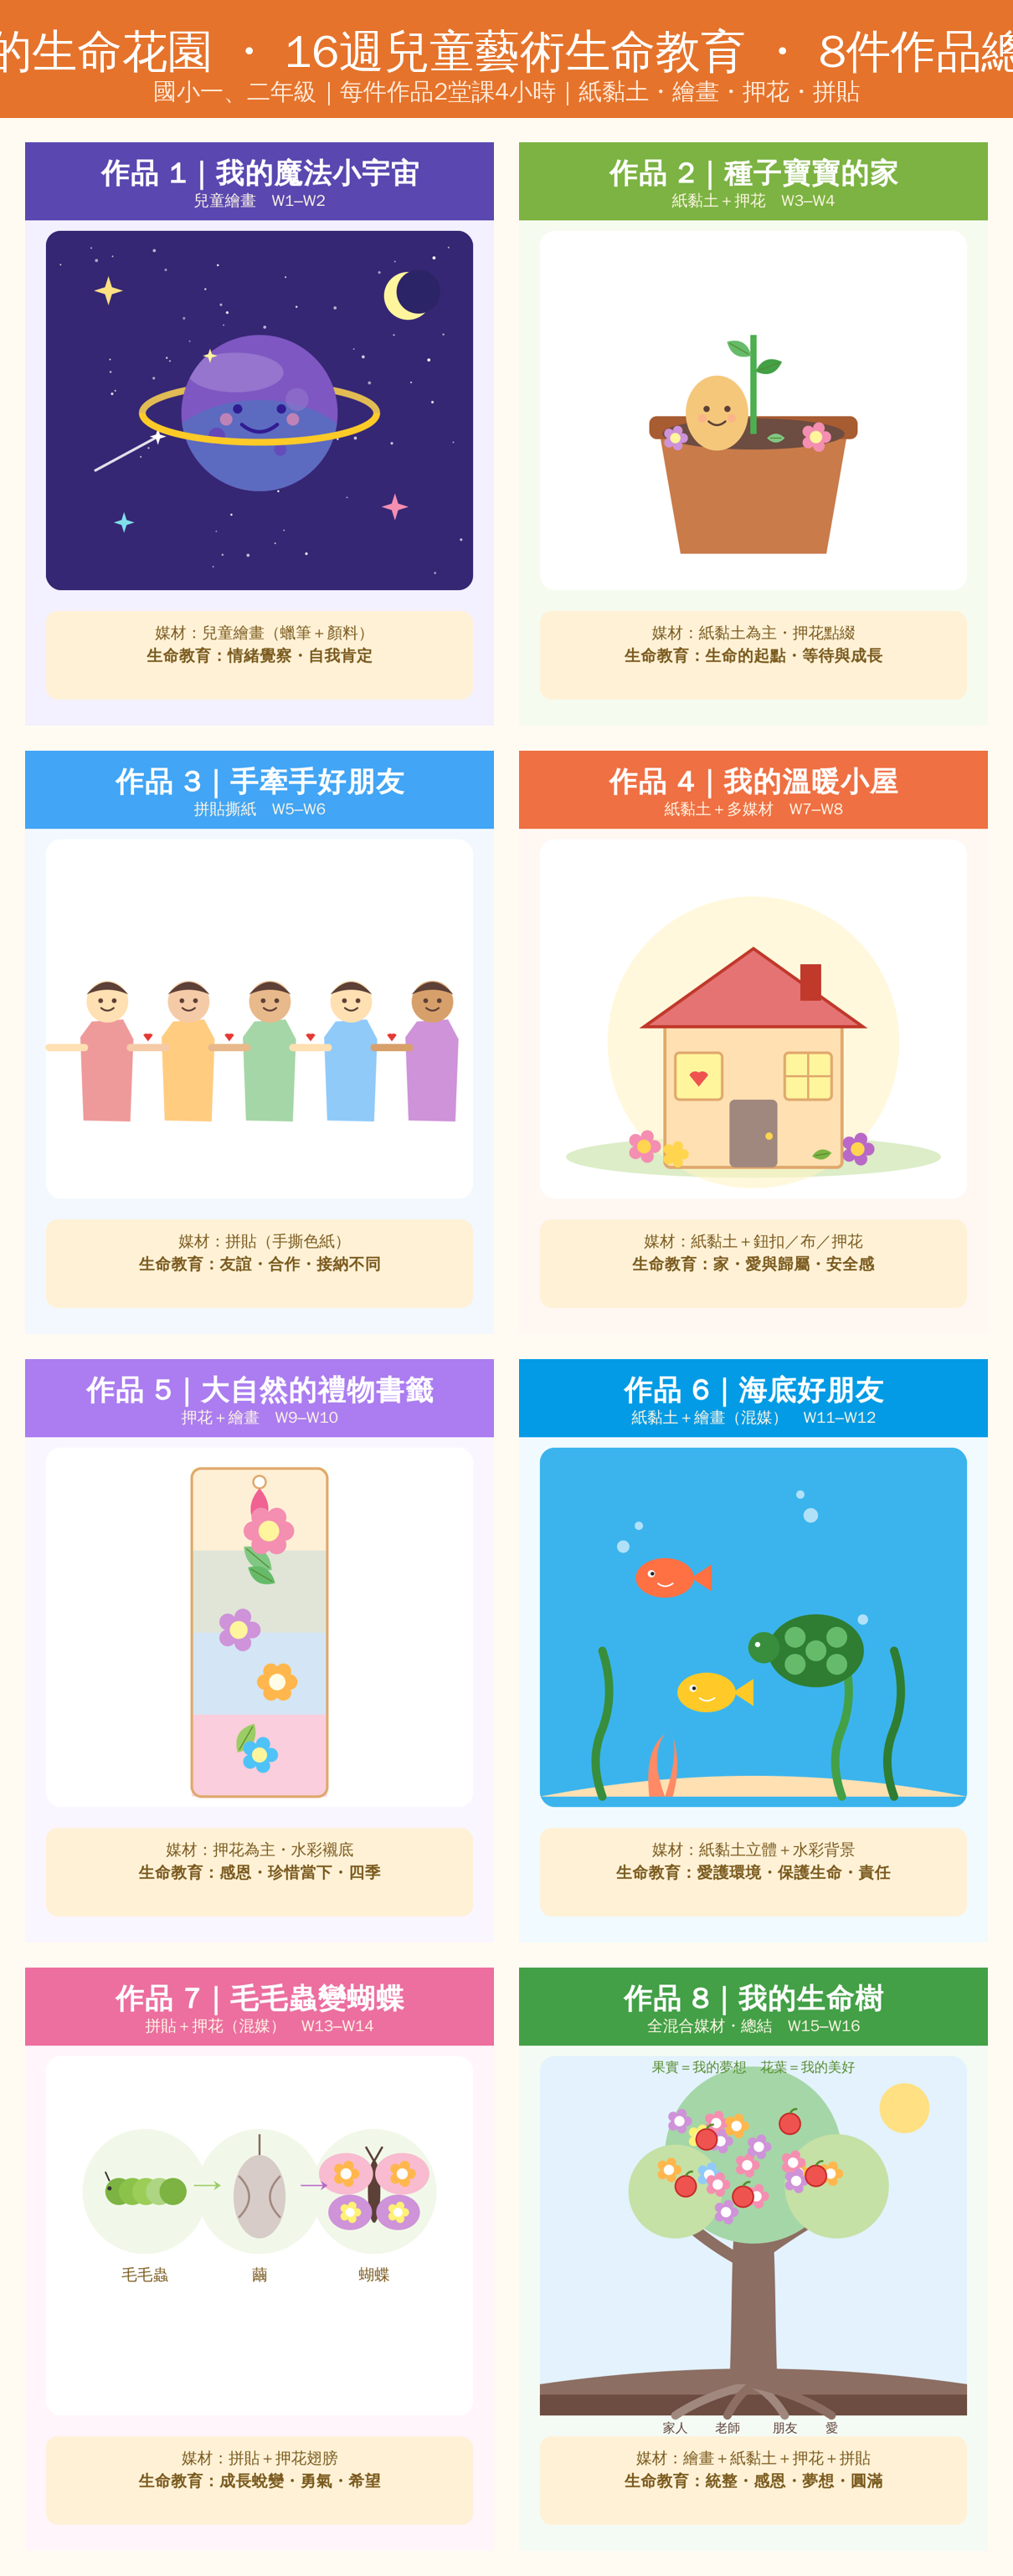 的生命花園 ・ 16週兒童藝術生命教育 ・ 8件作品總
國小一、二年級｜每件作品2堂課4小時｜紙黏土・繪畫・押花・拼貼
作品 1｜我的魔法小宇宙
兒童繪畫 W1–W2
媒材：兒童繪畫（蠟筆＋顏料）
生命教育：情緒覺察・自我肯定
作品 2｜種子寶寶的家
紙黏土＋押花 W3–W4
媒材：紙黏土為主・押花點綴
生命教育：生命的起點・等待與成長
作品 3｜手牽手好朋友
拼貼撕紙 W5–W6
媒材：拼貼（手撕色紙）
生命教育：友誼・合作・接納不同
作品 4｜我的溫暖小屋
紙黏土＋多媒材 W7–W8
媒材：紙黏土＋鈕扣／布／押花
生命教育：家・愛與歸屬・安全感
作品 5｜大自然的禮物書籤
押花＋繪畫 W9–W10
媒材：押花為主・水彩襯底
生命教育：感恩・珍惜當下・四季
作品 6｜海底好朋友
紙黏土＋繪畫（混媒） W11–W12
媒材：紙黏土立體＋水彩背景
生命教育：愛護環境・保護生命・責任
作品 7｜毛毛蟲變蝴蝶
拼貼＋押花（混媒） W13–W14
→ →
毛毛蟲 繭 蝴蝶
媒材：拼貼＋押花翅膀
生命教育：成長蛻變・勇氣・希望
作品 8｜我的生命樹
全混合媒材・總結 W15–W16
果實＝我的夢想 花葉＝我的美好
家人 老師 朋友 愛
媒材：繪畫＋紙黏土＋押花＋拼貼
生命教育：統整・感恩・夢想・圓滿